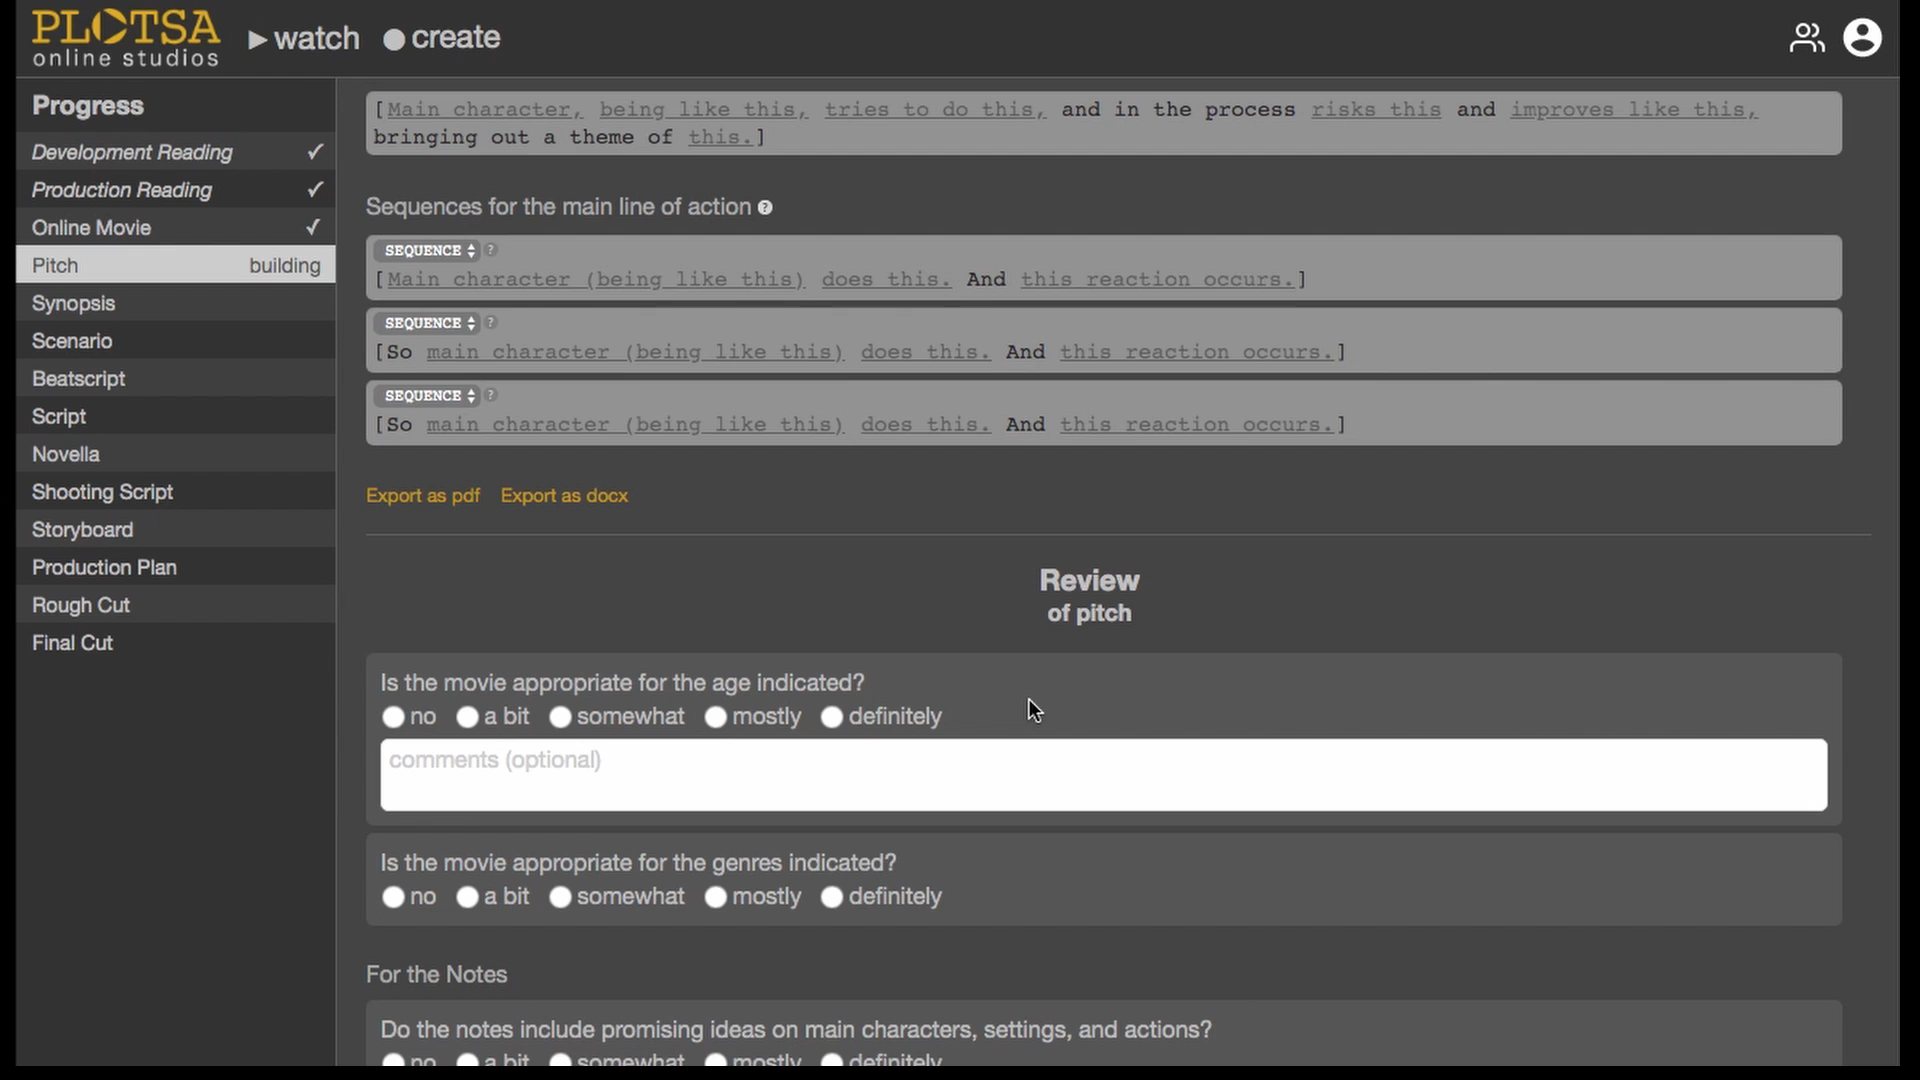 PLOTSA
online studios
watch
create
Progress
Development Reading ✓
Production Reading ✓
Online Movie ✓
Pitch building
Synopsis
Scenario
Beatscript
Script
Novella
Shooting Script
Storyboard
Production Plan
Rough Cut
Final Cut
[Main character, being like this, tries to do this, and in the process risks this and improves like this,
bringing out a theme of this.]
Sequences for the main line of action ?
SEQUENCE ?
[Main character (being like this) does this. And this reaction occurs.]
SEQUENCE ?
[So main character (being like this) does this. And this reaction occurs.]
SEQUENCE ?
[So main character (being like this) does this. And this reaction occurs.]
Export as pdf Export as docx
Review
of pitch
Is the movie appropriate for the age indicated?
no a bit somewhat mostly definitely
comments (optional)
Is the movie appropriate for the genres indicated?
no a bit somewhat mostly definitely
For the Notes
Do the notes include promising ideas on main characters, settings, and actions?
no a bit somewhat mostly definitely